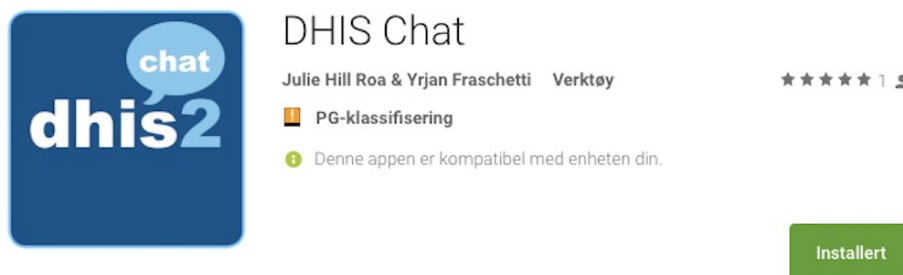 chat
dhis2
DHIS Chat
Julie Hill Roa & Yrjan Fraschetti Verktøy
1
PG-klassifisering
Denne appen er kompatibel med enheten din.
Installert